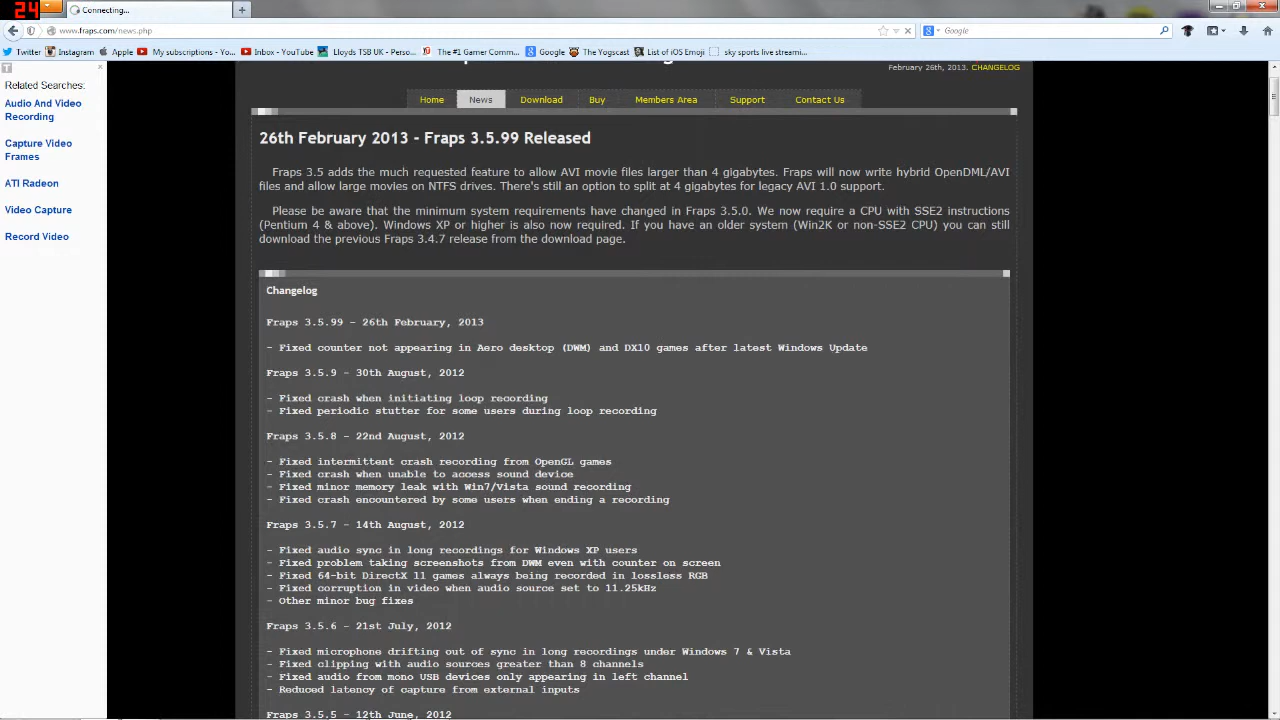 24
Connecting...
www.fraps.com/news.php
Google
Twitter Instagram Apple My subscriptions - Yo... Inbox - YouTube Lloyds TSB UK - Perso... The #1 Gamer Comm... Google The Yogscast List of iOS Emoji sky sports live streami...
T
x
Related Searches:
Audio And Video
Recording
Capture Video
Frames
ATI Radeon
Video Capture
Record Video
February 26th, 2013. CHANGELOG
Home News Download Buy Members Area Support Contact Us
26th February 2013 - Fraps 3.5.99 Released
Fraps 3.5 adds the much requested feature to allow AVI movie files larger than 4 gigabytes. Fraps will now write hybrid OpenDML/AVI
files and allow large movies on NTFS drives. There's still an option to split at 4 gigabytes for legacy AVI 1.0 support.
Please be aware that the minimum system requirements have changed in Fraps 3.5.0. We now require a CPU with SSE2 instructions
(Pentium 4 & above). Windows XP or higher is also now required. If you have an older system (Win2K or non-SSE2 CPU) you can still
download the previous Fraps 3.4.7 release from the download page.
Changelog
Fraps 3.5.99 - 26th February, 2013
- Fixed counter not appearing in Aero desktop (DWM) and DX10 games after latest Windows Update
Fraps 3.5.9 - 30th August, 2012
- Fixed crash when initiating loop recording
- Fixed periodic stutter for some users during loop recording
Fraps 3.5.8 - 22nd August, 2012
- Fixed intermittent crash recording from OpenGL games
- Fixed crash when unable to access sound device
- Fixed minor memory leak with Win7/Vista sound recording
- Fixed crash encountered by some users when ending a recording
Fraps 3.5.7 - 14th August, 2012
- Fixed audio sync in long recordings for Windows XP users
- Fixed problem taking screenshots from DWM even with counter on screen
- Fixed 64-bit DirectX 11 games always being recorded in lossless RGB
- Fixed corruption in video when audio source set to 11.25kHz
- Other minor bug fixes
Fraps 3.5.6 - 21st July, 2012
- Fixed microphone drifting out of sync in long recordings under Windows 7 & Vista
- Fixed clipping with audio sources greater than 8 channels
- Fixed audio from mono USB devices only appearing in left channel
- Reduced latency of capture from external inputs
Fraps 3.5.5 - 12th June, 2012